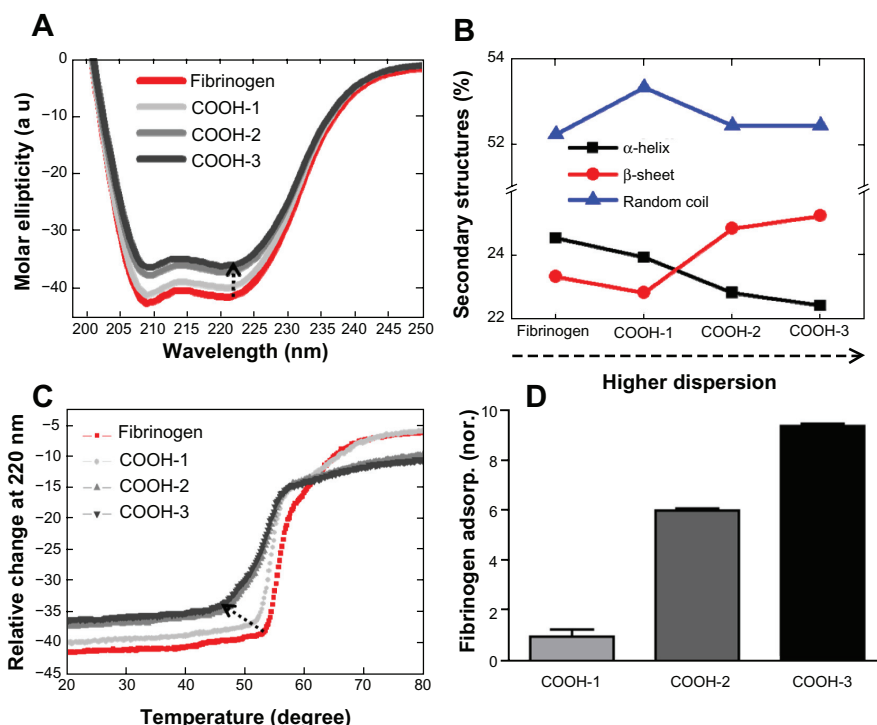 A
Molar ellipticity (a u)
0
−10
−20
−30
−40
Fibrinogen
COOH-1
COOH-2
COOH-3
200 205 210 215 220 225 230 235 240 245 250
Wavelength (nm)
B
Secondary structures (%)
54
52
24
22
α-helix
β-sheet
Random coil
Fibrinogen COOH-1 COOH-2 COOH-3
Higher dispersion
C
Relative change at 220 nm
−5
−10
−15
−20
−25
−30
−35
−40
−45
Fibrinogen
COOH-1
COOH-2
COOH-3
20 30 40 50 60 70 80
Temperature (degree)
D
Fibrinogen adsorp. (nor.)
10
8
6
4
2
0
COOH-1 COOH-2 COOH-3